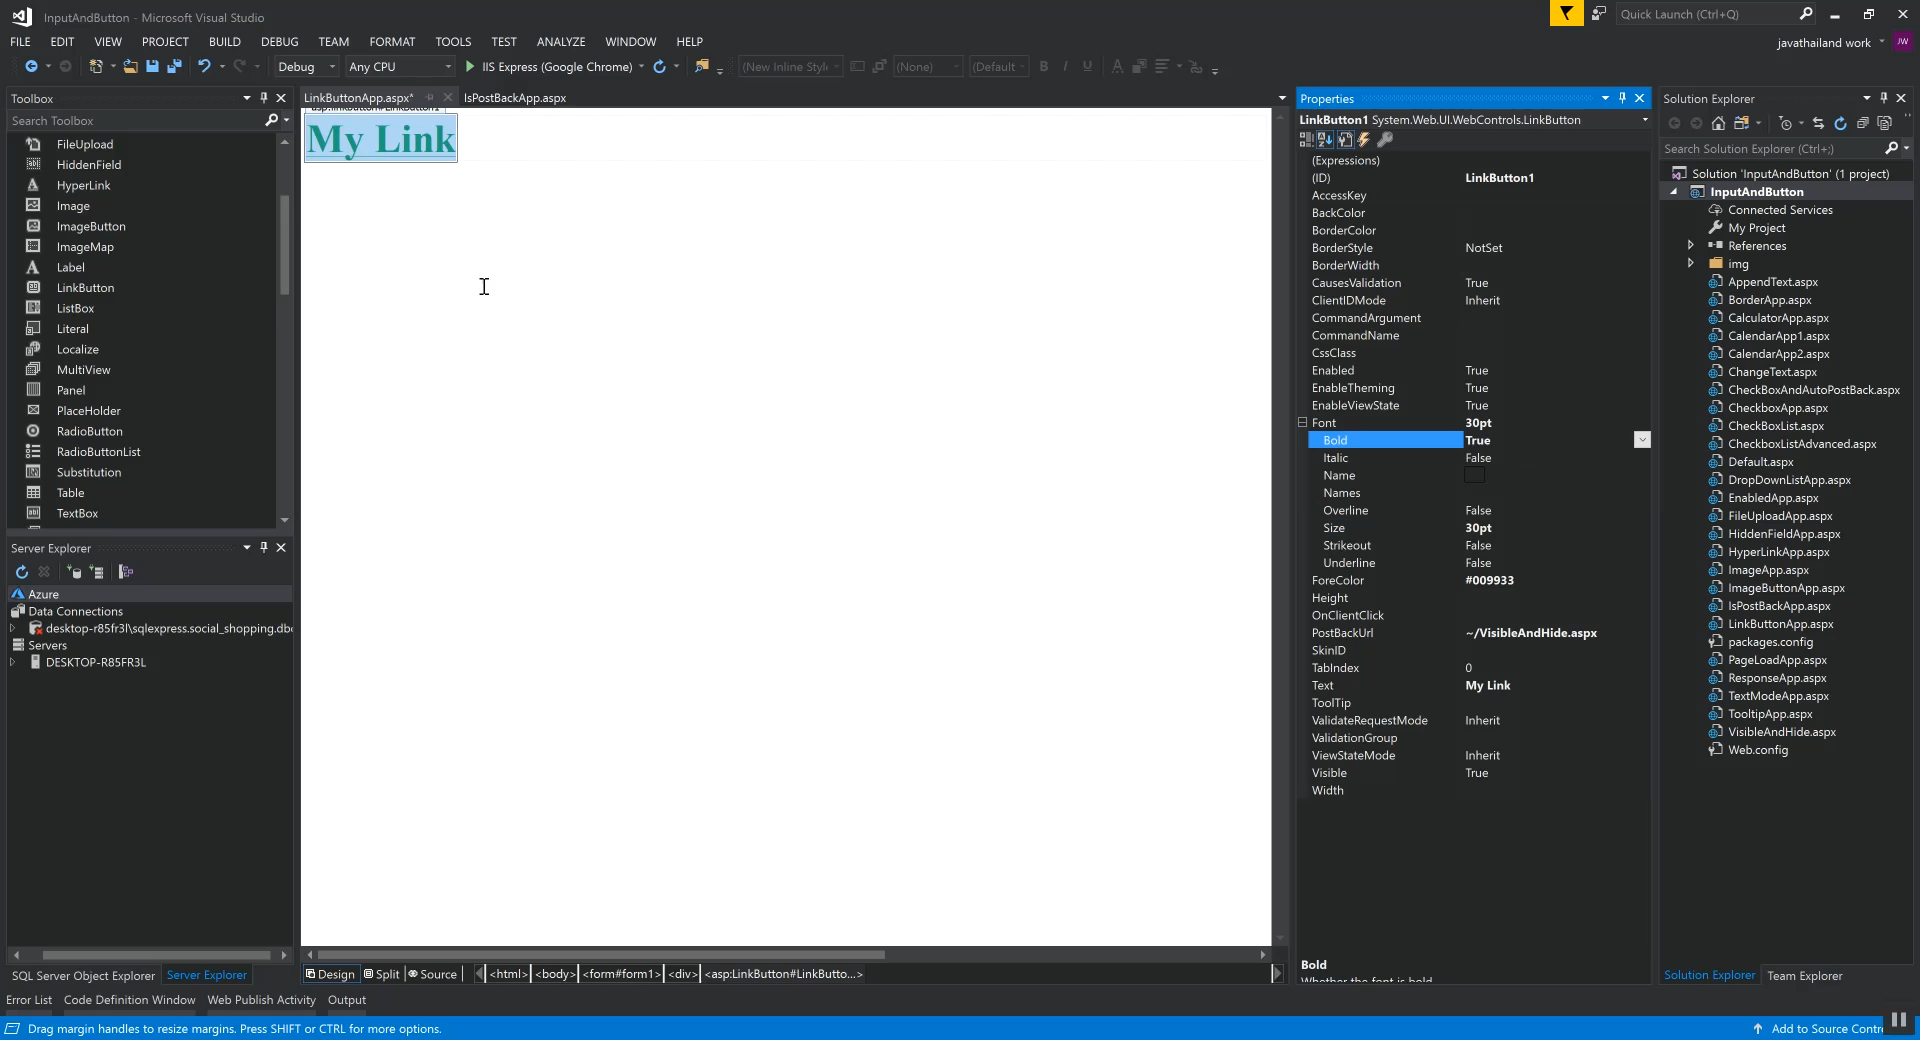 InputAndButton - Microsoft Visual Studio
Quick Launch (Ctrl+Q)
FILE EDIT VIEW PROJECT BUILD DEBUG TEAM FORMAT TOOLS TEST ANALYZE WINDOW HELP
javathailand work JW
Debug Any CPU IIS Express (Google Chrome) (None) (Default
Toolbox
Search Toolbox
FileUpload
HiddenField
HyperLink
Image
ImageButton
ImageMap
Label
LinkButton
ListBox
Literal
Localize
MultiView
Panel
PlaceHolder
RadioButton
RadioButtonList
Substitution
Table
TextBox
Server Explorer
Azure
Data Connections
desktop-r85fr3l\sqlexpress.social_shopping.db
Servers
DESKTOP-R85FR3L
SQL Server Object Explorer Server Explorer
LinkButtonApp.aspx* IsPostBackApp.aspx
My Link
Design Split Source <html> <body> <form#form1> <div> <asp:LinkButton#LinkButto...>
Properties
LinkButton1 System.Web.UI.WebControls.LinkButton
(Expressions)
(ID) LinkButton1
AccessKey
BackColor
BorderColor
BorderStyle NotSet
BorderWidth
CausesValidation True
ClientIDMode Inherit
CommandArgument
CommandName
CssClass
Enabled True
EnableTheming True
EnableViewState True
Font 30pt
Bold True
Italic False
Name
Names
Overline False
Size 30pt
Strikeout False
Underline False
ForeColor #009933
Height
OnClientClick
PostBackUrl ~/VisibleAndHide.aspx
SkinID
TabIndex 0
Text My Link
ToolTip
ValidateRequestMode Inherit
ValidationGroup
ViewStateMode Inherit
Visible True
Width
Bold
Whether the font is bold.
Solution Explorer
Search Solution Explorer (Ctrl+;)
Solution 'InputAndButton' (1 project)
InputAndButton
Connected Services
My Project
References
img
AppendText.aspx
BorderApp.aspx
CalculatorApp.aspx
CalendarApp1.aspx
CalendarApp2.aspx
ChangeText.aspx
CheckBoxAndAutoPostBack.aspx
CheckboxApp.aspx
CheckBoxList.aspx
CheckboxListAdvanced.aspx
Default.aspx
DropDownListApp.aspx
EnabledApp.aspx
FileUploadApp.aspx
HiddenFieldApp.aspx
HyperLinkApp.aspx
ImageApp.aspx
ImageButtonApp.aspx
IsPostBackApp.aspx
LinkButtonApp.aspx
packages.config
PageLoadApp.aspx
ResponseApp.aspx
TextModeApp.aspx
TooltipApp.aspx
VisibleAndHide.aspx
Web.config
Solution Explorer Team Explorer
Error List Code Definition Window Web Publish Activity Output
Drag margin handles to resize margins. Press SHIFT or CTRL for more options.
Add to Source Contr